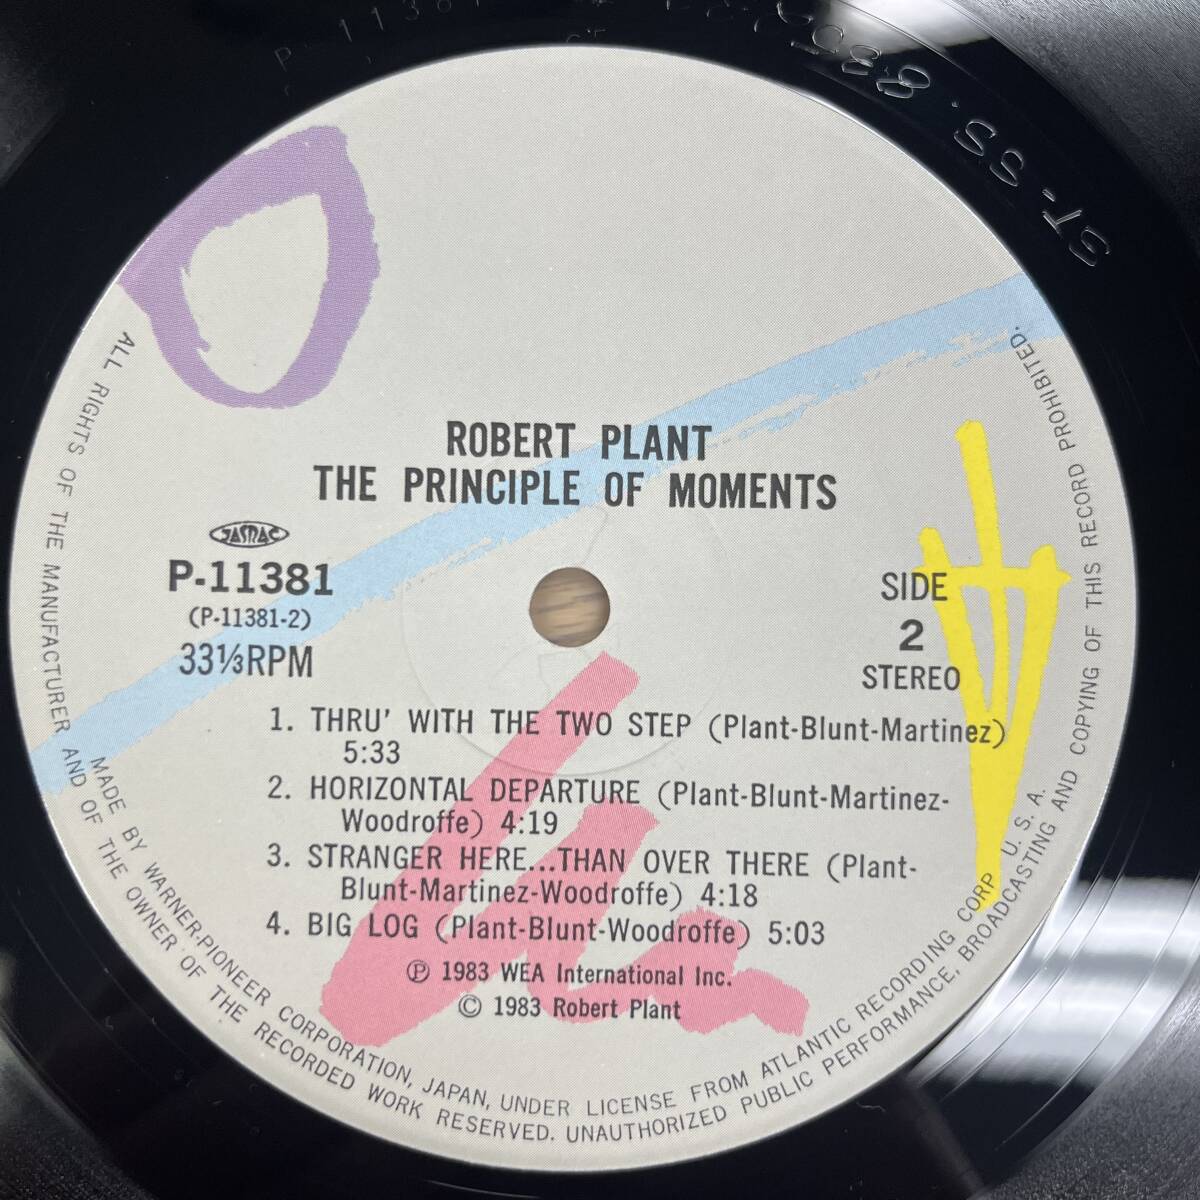 ROBERT PLANT
THE PRINCIPLE OF MOMENTS
JASRAC
P-11381
(P-11381-2)
33⅓RPM
SIDE
2
STEREO
1. THRU' WITH THE TWO STEP (Plant-Blunt-Martinez)
5:33
2. HORIZONTAL DEPARTURE (Plant-Blunt-Martinez-
Woodroffe) 4:19
3. STRANGER HERE...THAN OVER THERE (Plant-
Blunt-Martinez-Woodroffe) 4:18
4. BIG LOG (Plant-Blunt-Woodroffe) 5:03
Ⓟ 1983 WEA International Inc.
© 1983 Robert Plant
MADE BY WARNER-PIONEER CORPORATION, JAPAN, UNDER LICENSE FROM ATLANTIC RECORDING CORP U. S. A.
ALL RIGHTS OF THE MANUFACTURER AND OF THE OWNER OF THE RECORDED WORK RESERVED. UNAUTHORIZED PUBLIC PERFORMANCE, BROADCASTING AND COPYING OF THIS RECORD PROHIBITED.